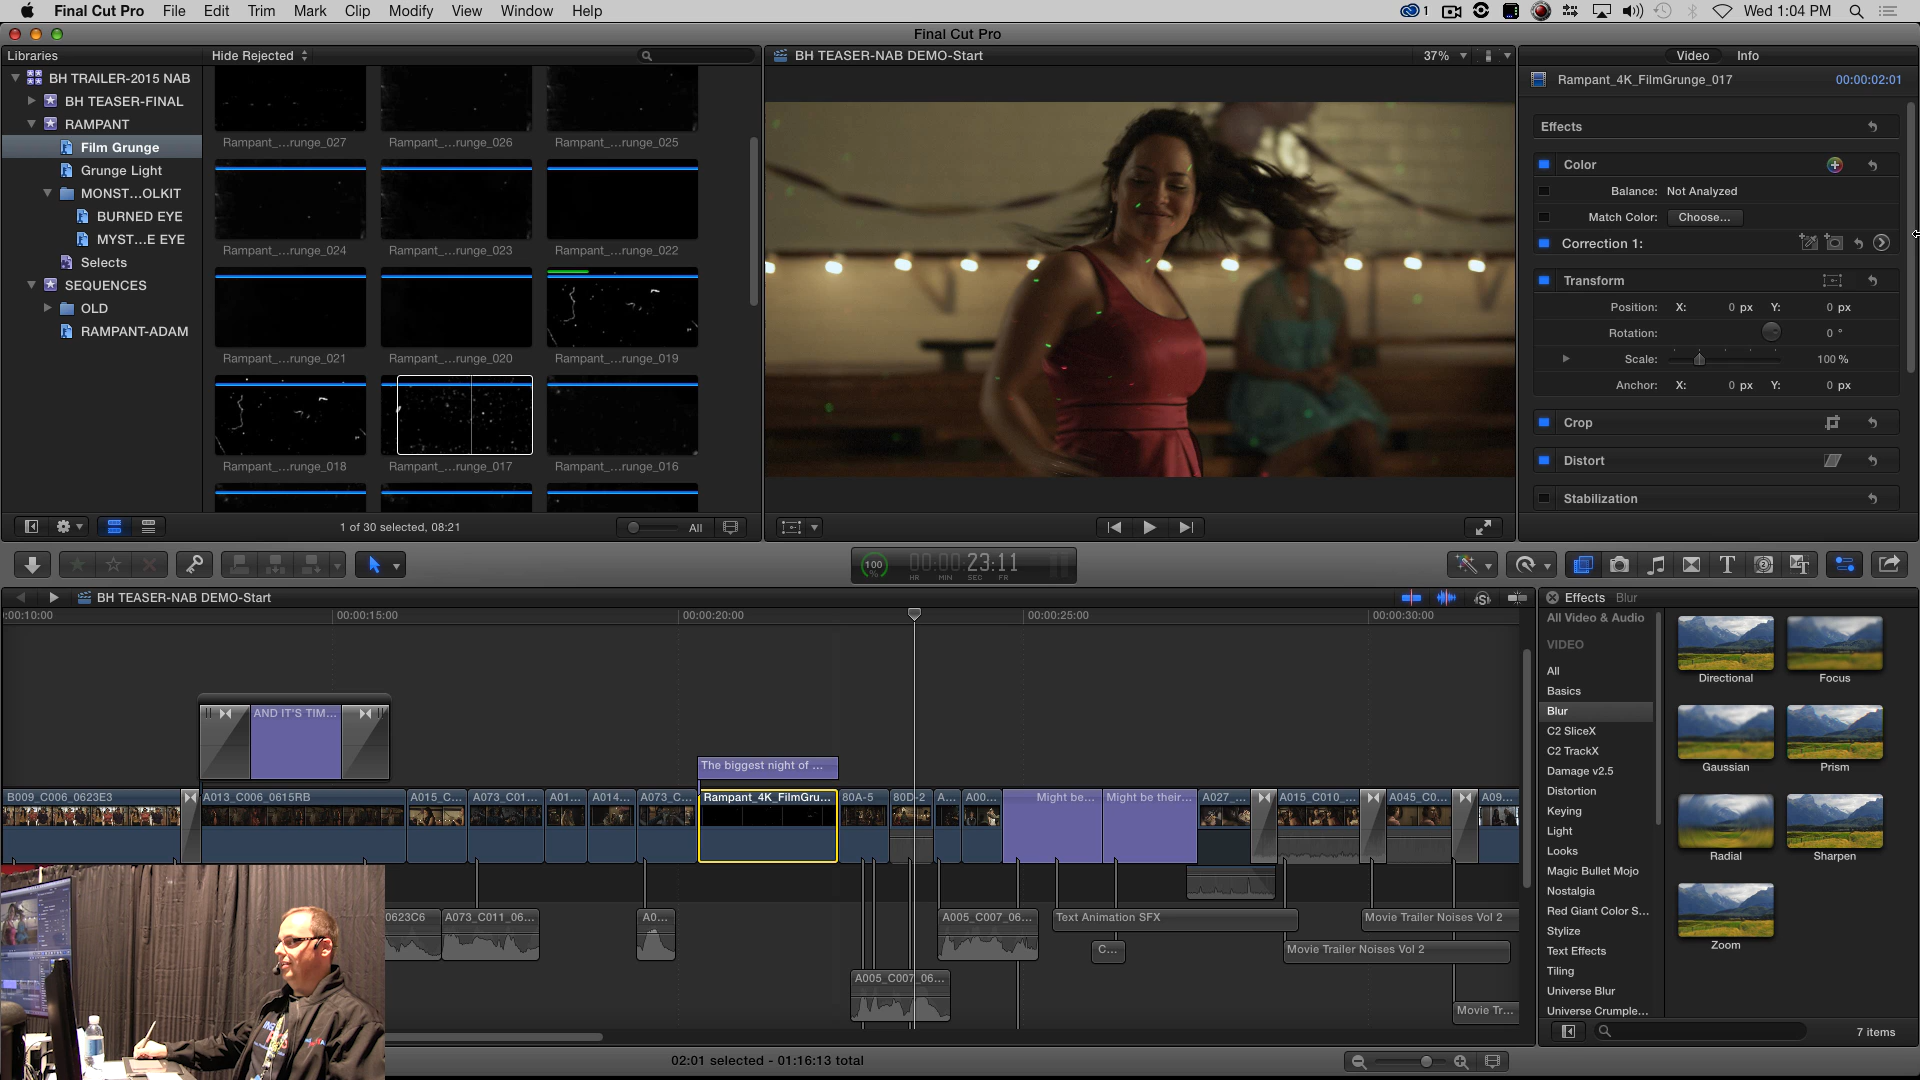 Final Cut Pro File Edit Trim Mark Clip Modify View Window Help
1 Wed 1:04 PM
Final Cut Pro
Libraries
Hide Rejected
BH TRAILER-2015 NAB
BH TEASER-FINAL
RAMPANT
Film Grunge
Grunge Light
MONST...OLKIT
BURNED EYE
MYST...E EYE
Selects
SEQUENCES
OLD
RAMPANT-ADAM
Rampant_...runge_027
Rampant_...runge_026
Rampant_...runge_025
Rampant_...runge_024
Rampant_...runge_023
Rampant_...runge_022
Rampant_...runge_021
Rampant_...runge_020
Rampant_...runge_019
Rampant_...runge_018
Rampant_...runge_017
Rampant_...runge_016
1 of 30 selected, 08:21
All
BH TEASER-NAB DEMO-Start
37%
Video Info
Rampant_4K_FilmGrunge_017
00:00:02:01
Effects
Color
Balance: Not Analyzed
Match Color: Choose...
Correction 1:
Transform
Position: X: 0 px Y: 0 px
Rotation: 0 °
Scale: 100 %
Anchor: X: 0 px Y: 0 px
Crop
Distort
Stabilization
100 %
00:00:23:11
HR MIN SEC FR
BH TEASER-NAB DEMO-Start
:00:10:00
00:00:15:00
00:00:20:00
00:00:25:00
00:00:30:00
AND IT'S TIM...
The biggest night of ...
B009_C006_0623E3
A013_C006_0615RB
A015_C...
A073_C01...
A01...
A014...
A073_C...
Rampant_4K_FilmGru...
80A-5
80D-2
A...
A00...
Might be...
Might be their...
A027_...
A015_C010_...
A045_C0...
A09...
0623C6
A073_C011_06...
A0...
A005_C007_06...
Text Animation SFX
Movie Trailer Noises Vol 2
C...
Movie Trailer Noises Vol 2
A005_C007_06...
Movie Tr...
02:01 selected - 01:16:13 total
Effects Blur
All Video & Audio
VIDEO
All
Basics
Blur
C2 SliceX
C2 TrackX
Damage v2.5
Distortion
Keying
Light
Looks
Magic Bullet Mojo
Nostalgia
Red Giant Color S...
Stylize
Text Effects
Tiling
Universe Blur
Universe Crumple...
Directional
Focus
Gaussian
Prism
Radial
Sharpen
Zoom
7 items